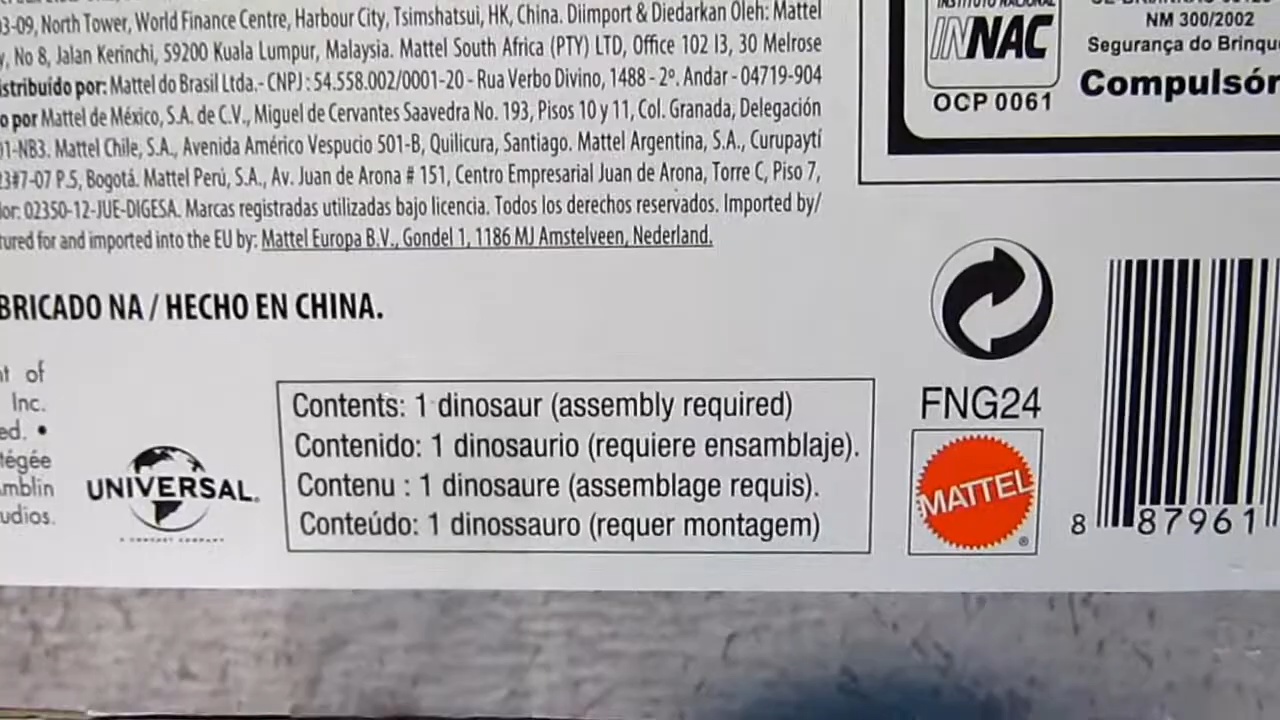 3-09, North Tower, World Finance Centre, Harbour City, Tsimshatsui, HK, China. Diimport & Diedarkan Oleh: Mattel
y, No 8, Jalan Kerinchi, 59200 Kuala Lumpur, Malaysia. Mattel South Africa (PTY) LTD, Office 102 I3, 30 Melrose
istribuído por: Mattel do Brasil Ltda.- CNPJ : 54.558.002/0001-20 - Rua Verbo Divino, 1488 - 2º. Andar - 04719-904
o por Mattel de México, S.A. de C.V., Miguel de Cervantes Saavedra No. 193, Pisos 10 y 11, Col. Granada, Delegación
01-NB3. Mattel Chile, S.A., Avenida Américo Vespucio 501-B, Quilicura, Santiago. Mattel Argentina, S.A., Curupaytí
23#7-07 P.5, Bogotá. Mattel Perú, S.A., Av. Juan de Arona # 151, Centro Empresarial Juan de Arona, Torre C, Piso 7,
lor: 02350-12-JUE-DIGESA. Marcas registradas utilizadas bajo licencia. Todos los derechos reservados. Imported by/
tured for and imported into the EU by: Mattel Europa B.V., Gondel 1, 1186 MJ Amstelveen, Nederland.
BRICADO NA / HECHO EN CHINA.
INSTITUTO NACIONAL
INNAC
OCP 0061
NM 300/2002
Segurança do Brinqu
Compulsór
nt of
Inc.
ed. •
tégée
mblin
udios.
UNIVERSAL
Contents: 1 dinosaur (assembly required)
Contenido: 1 dinosaurio (requiere ensamblaje).
Contenu : 1 dinosaure (assemblage requis).
Conteúdo: 1 dinossauro (requer montagem)
FNG24
MATTEL®
8 87961